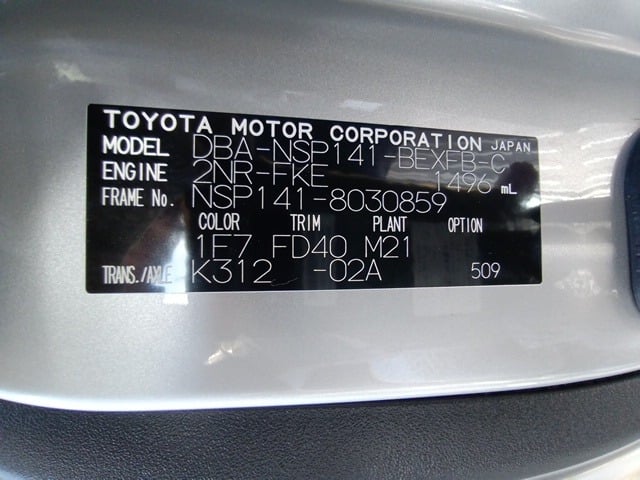 TOYOTA MOTOR CORPORATION JAPAN
MODEL DBA-NSP141-BEXFB-C
ENGINE 2NR-FKE 1496 mL
FRAME No. NSP141-8030859
COLOR TRIM PLANT OPTION
1F7 FD40 M21
TRANS./AXLE K312 -02A 509